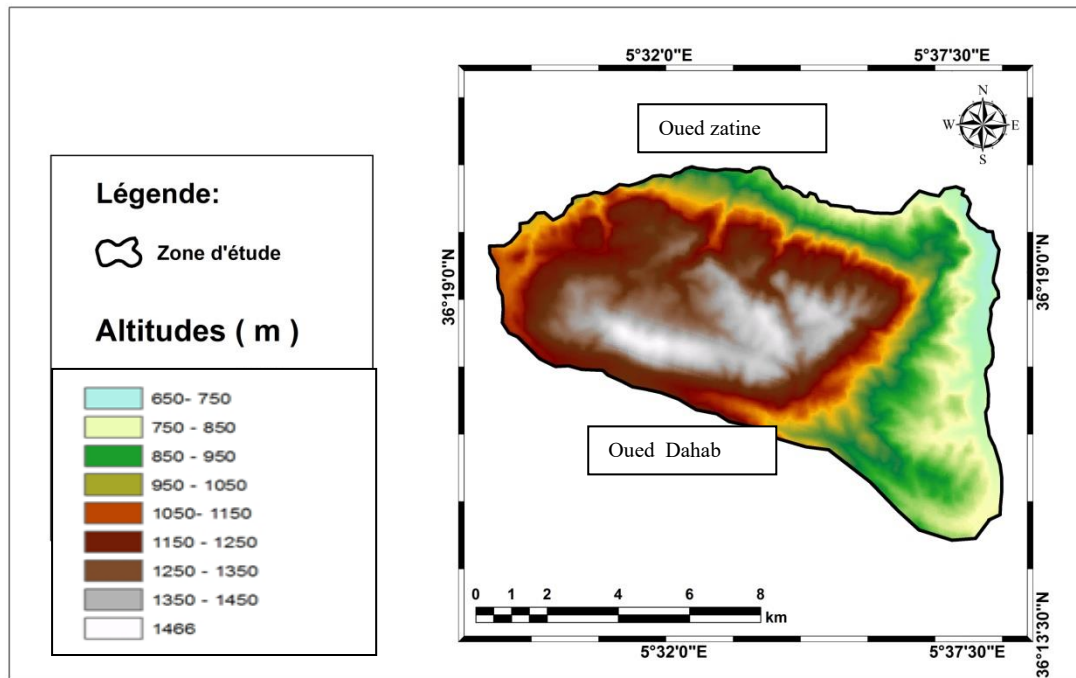 5°32'0"E
5°37'30"E
Oued zatine
N
W
E
S
Légende:
Zone d'étude
36°19'0"N
36°19'0"N
Altitudes ( m )
650- 750
750 - 850
850 - 950
950 - 1050
1050- 1150
1150 - 1250
1250 - 1350
1350 - 1450
1466
Oued Dahab
0 1 2 4 6 8
km
36°13'30"N
5°32'0"E
5°37'30"E